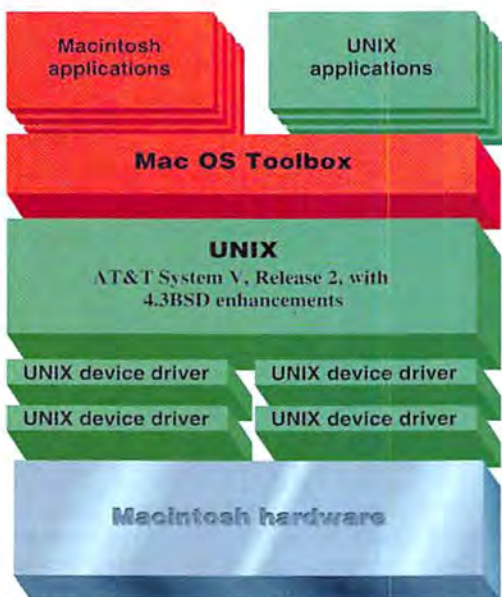 Macintosh
applications
UNIX
applications
Mac OS Toolbox
UNIX
AT&T System V, Release 2, with
4.3BSD enhancements
UNIX device driver
UNIX device driver
UNIX device driver
UNIX device driver
Macintosh hardware